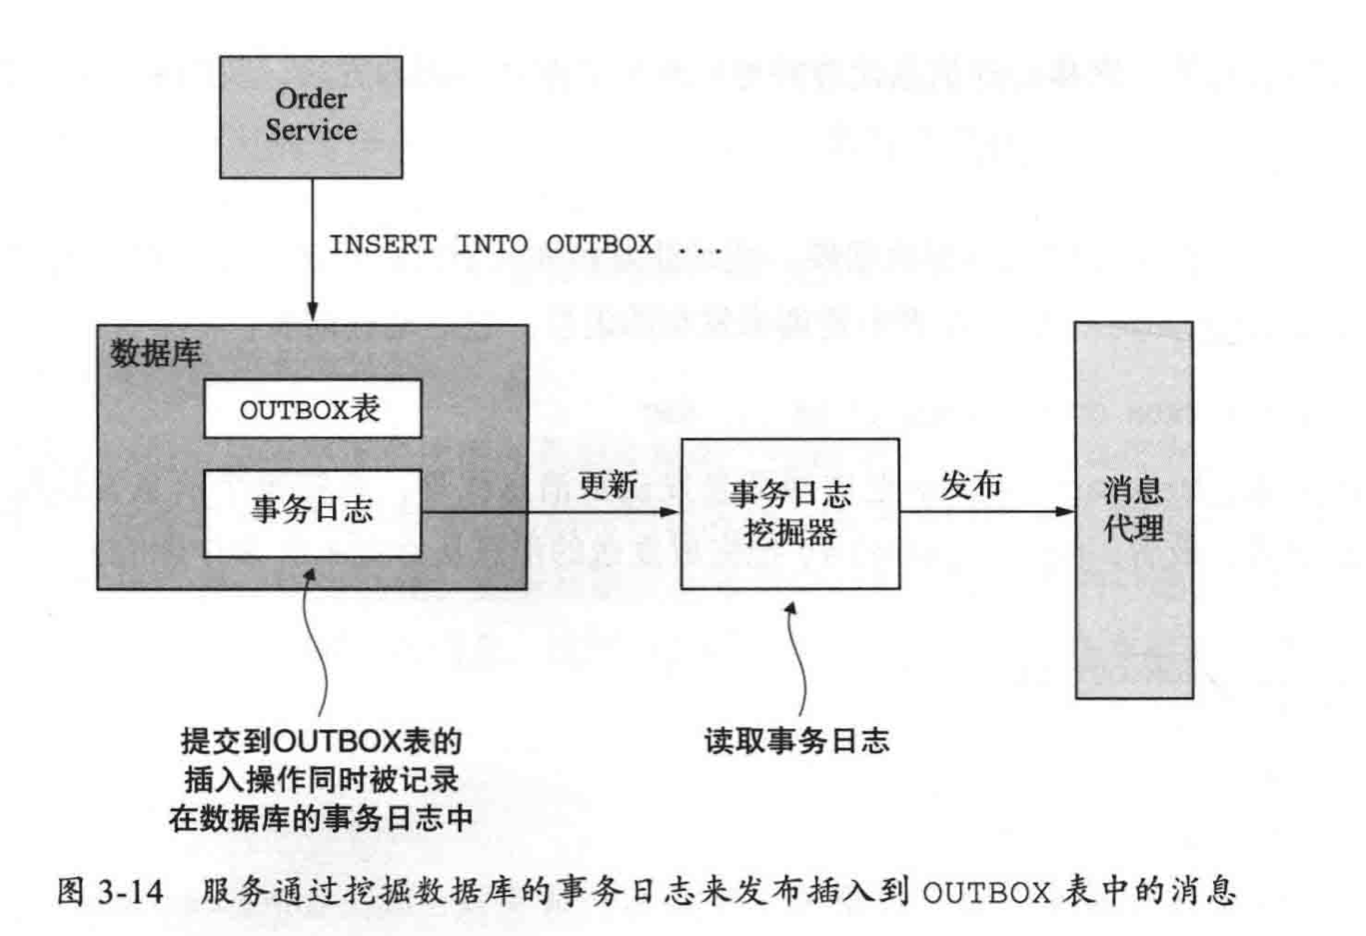 Order
Service
INSERT INTO OUTBOX ...
数据库
OUTBOX表
事务日志
更新
事务日志
挖掘器
发布
消息
代理
提交到OUTBOX表的
插入操作同时被记录
在数据库的事务日志中
读取事务日志
图 3-14 服务通过挖掘数据库的事务日志来发布插入到 OUTBOX 表中的消息